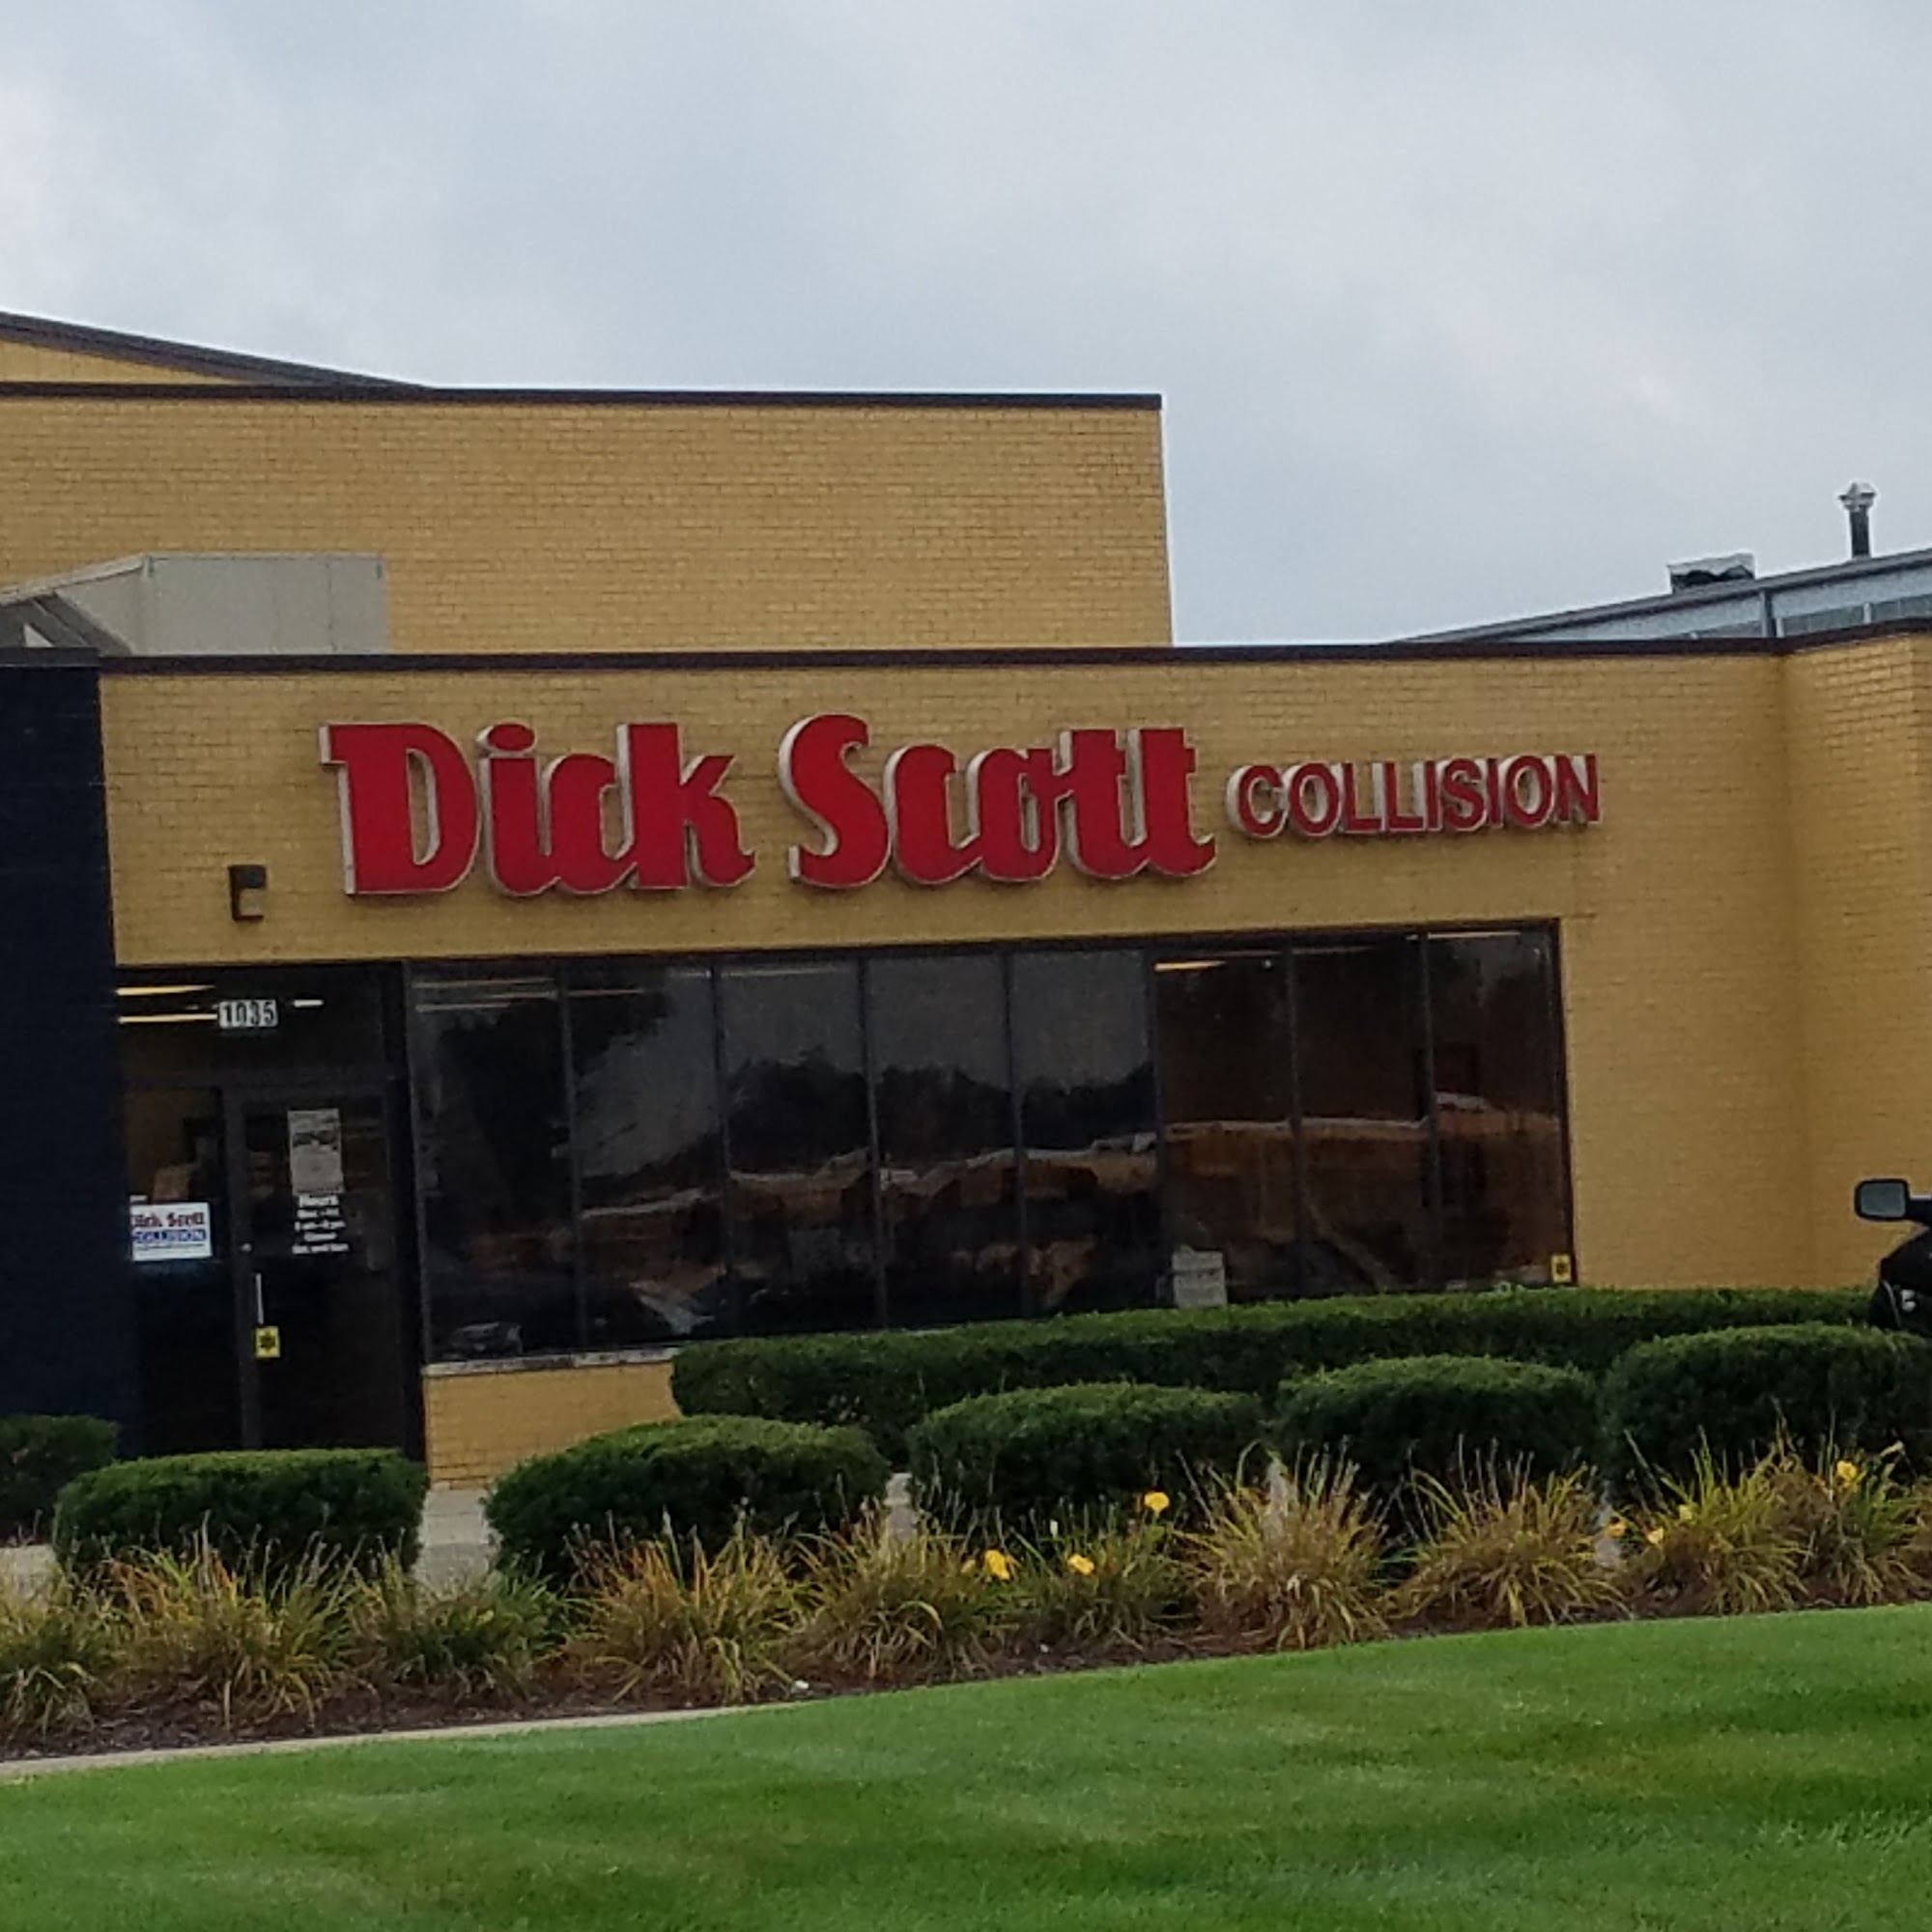 Dick Scott COLLISION
1035
Dick Scott
COLLISION
Hours